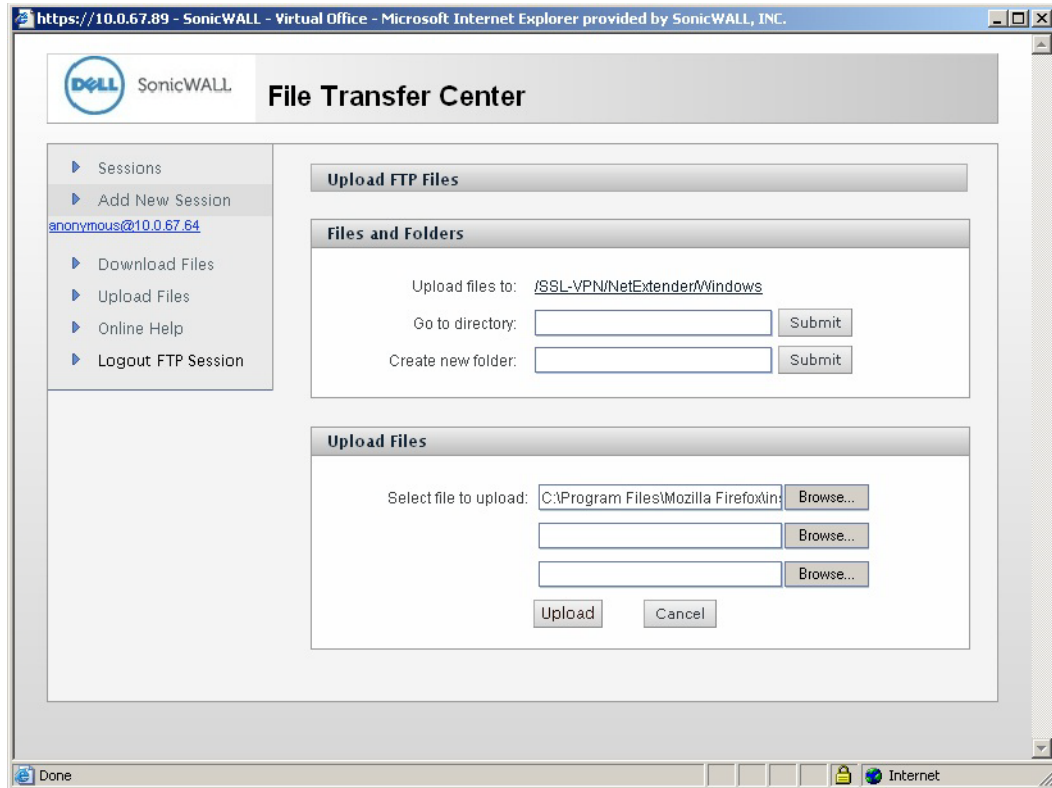 https://10.0.67.89 - SonicWALL - Virtual Office - Microsoft Internet Explorer provided by SonicWALL, INC.
DELL SonicWALL
File Transfer Center
Sessions
Add New Session
anonymous@10.0.67.64
Download Files
Upload Files
Online Help
Logout FTP Session
Upload FTP Files
Files and Folders
Upload files to: /SSL-VPN/NetExtender/Windows
Go to directory: Submit
Create new folder: Submit
Upload Files
Select file to upload: C:\Program Files\Mozilla Firefox\in Browse...
Browse...
Browse...
Upload Cancel
Done Internet